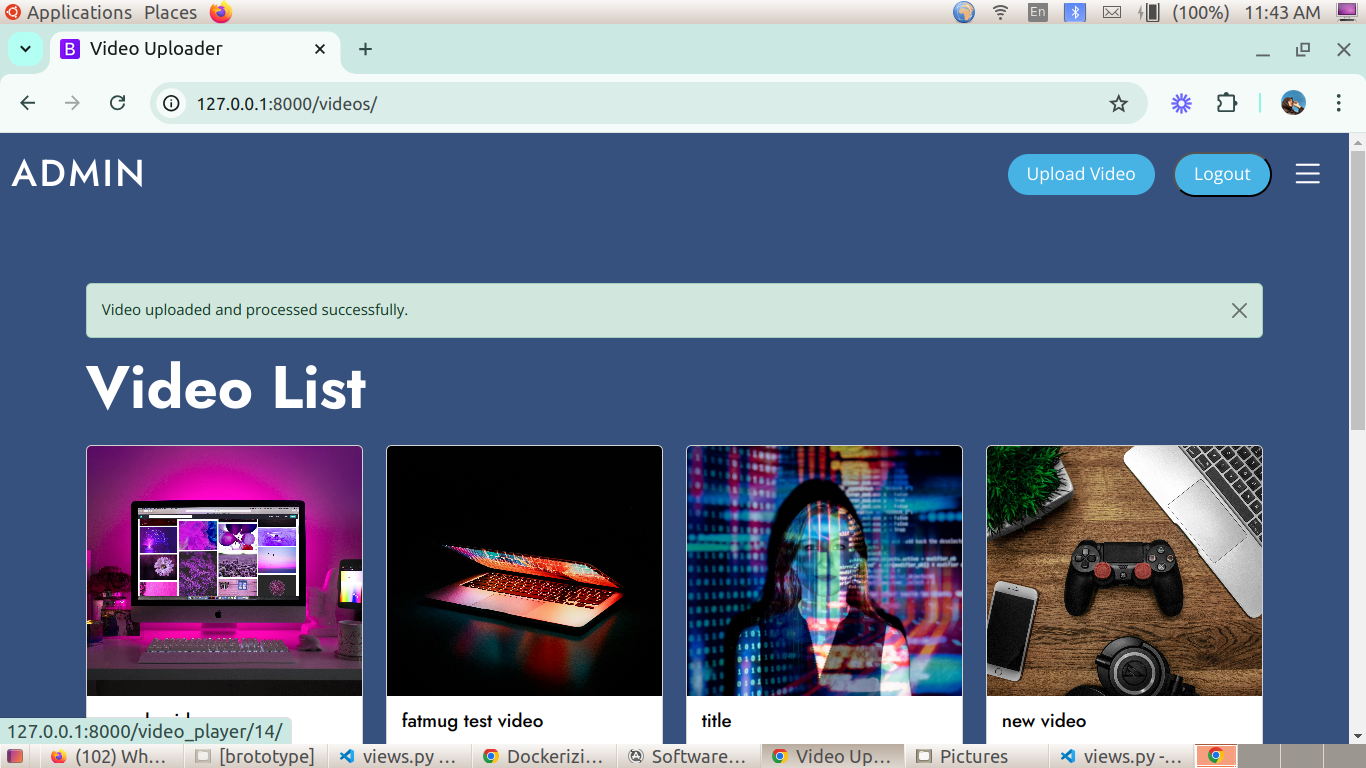 Applications Places En (100%) 11:43 AM
B Video Uploader
127.0.0.1:8000/videos/
ADMIN Upload Video Logout
Video uploaded and processed successfully.
Video List
fatmug test video title new video
127.0.0.1:8000/video_player/14/
(102) Wh... [brototype] views.py ... Dockerizi... Software... Video Up... Pictures views.py -...